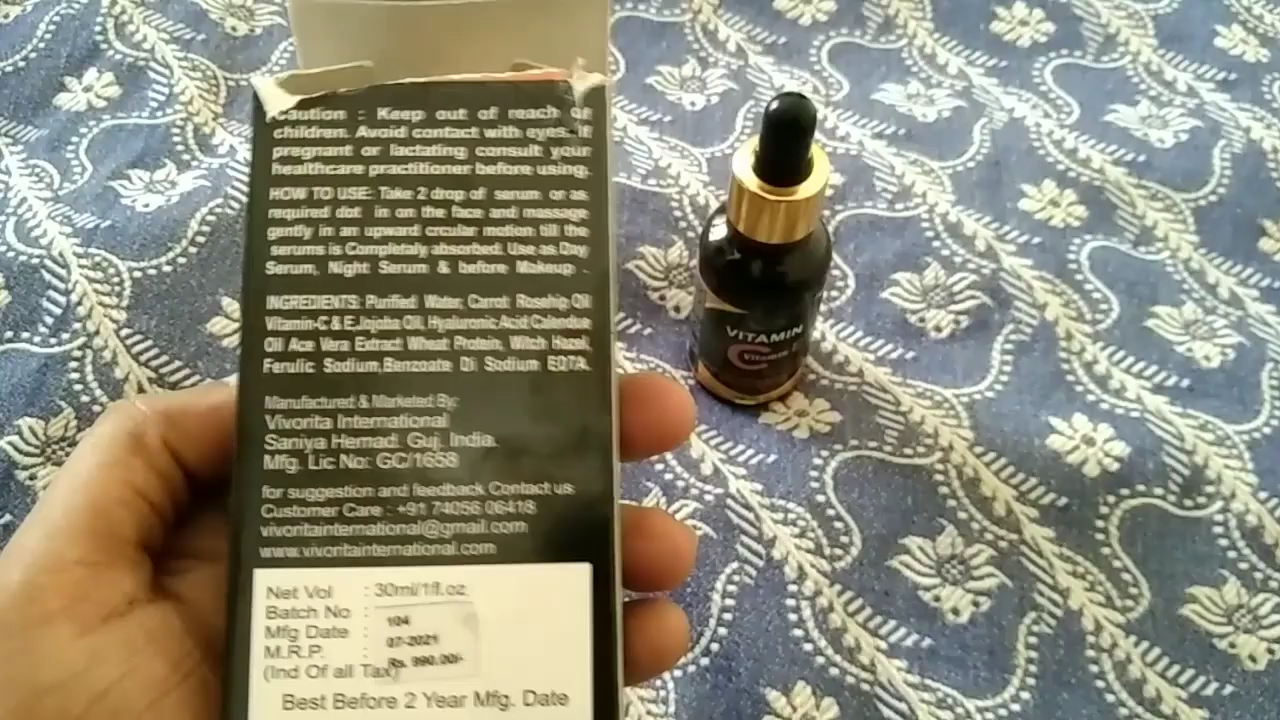 Caution : Keep out of reach of
children. Avoid contact with eyes. If
pregnant or lactating consult your
healthcare practitioner before using.
HOW TO USE: Take 2 drop of serum or as
required dot in on the face and massage
gently in an upward crcular motion till the
serums is Completaly absorbed. Use as Day
Serum, Night Serum & before Makeup .
INGREDIENTS: Purified Water, Carrot: Rosehip Oil
Vitamin-C & E,Jojoba Oil, Hyaluronic Acid Calendue
Oil Ace Vera Extract Wheat Protein, Witch Hazel,
Ferulic Sodium,Benzoate Di Sodium EDTA.
Manufactured & Marketed By:
Vivorita International
Saniya Hemad. Guj. India.
Mfg. Lic No: GC/1658
for suggestion and feedback Contact us
Customer Care : +91 74056 06418
vivoritainternational@gmail.com
www.vivoritainternational.com
Net Vol : 30ml/1fl.oz
Batch No : 104
Mfg Date : 07-2021
M.R.P. : Rs. 990.00/-
(Ind Of all Tax)
Best Before 2 Year Mfg. Date
VITAMIN
C Vitamin